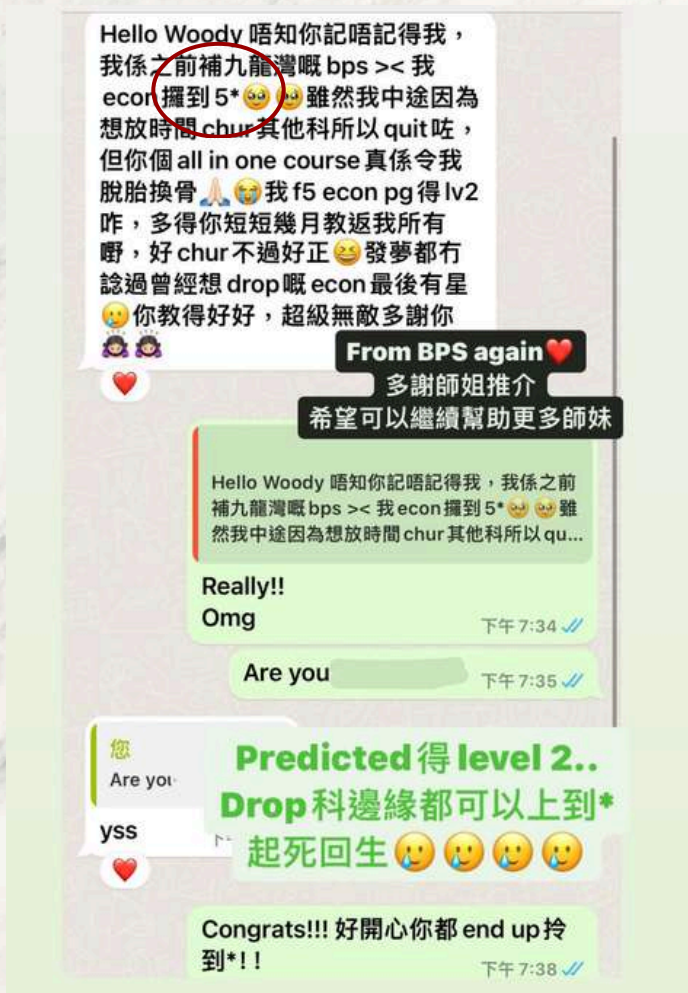 Hello Woody 唔知你記唔記得我，
我係之前補九龍灣嘅 bps >< 我
econ 攞到 5*🥹🥹雖然我中途因為
想放時間 chur 其他科所以 quit 咗，
但你個 all in one course 真係令我
脫胎換骨🙏🏻😭我 f5 econ pg 得 lv2
咋，多得你短短幾月教返我所有
嘢，好 chur 不過好正😆發夢都冇
諗過曾經想 drop 嘅 econ 最後有星
🥲你教得好好，超級無敵多謝你
🙇🏻‍♀️🙇🏻‍♀️
❤️
From BPS again❤️
多謝師姐推介
希望可以繼續幫助更多師妹
Hello Woody 唔知你記唔記得我，我係之前
補九龍灣嘅 bps >< 我 econ 攞到 5*🥹🥹雖
然我中途因為想放時間 chur 其他科所以 qu...
Really!!
Omg
下午 7:34
Are you
下午 7:35
您
Are you
yss
❤️
Predicted 得 level 2..
Drop 科邊緣都可以上到*
起死回生🥲🥲🥲🥲
Congrats!!! 好開心你都 end up 拎
到*!!
下午 7:38